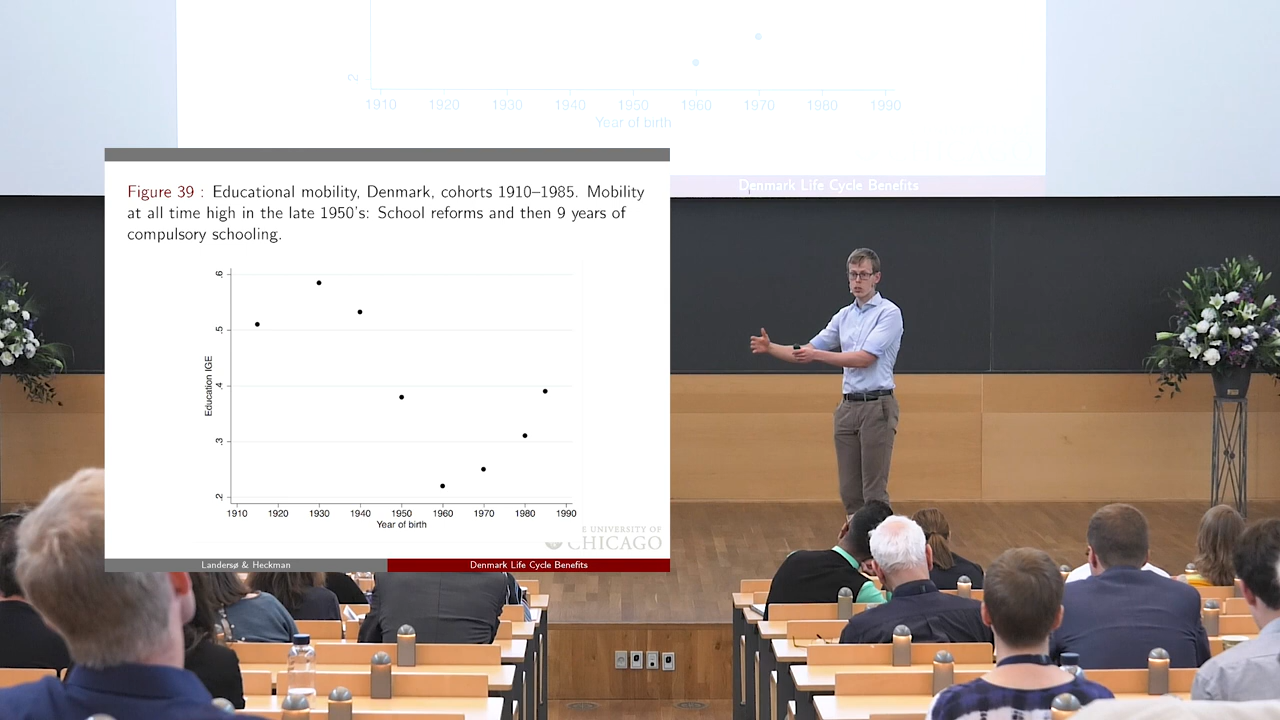 2
1910 1920 1930 1940 1950 1960 1970 1980 1990
Year of birth
Denmark Life Cycle Benefits
Figure 39 : Educational mobility, Denmark, cohorts 1910–1985. Mobility
at all time high in the late 1950's: School reforms and then 9 years of
compulsory schooling.
.6
.5
.4
.3
.2
Education IGE
1910 1920 1930 1940 1950 1960 1970 1980 1990
Year of birth
E UNIVERSITY OF
CHICAGO
Landersø & Heckman
Denmark Life Cycle Benefits